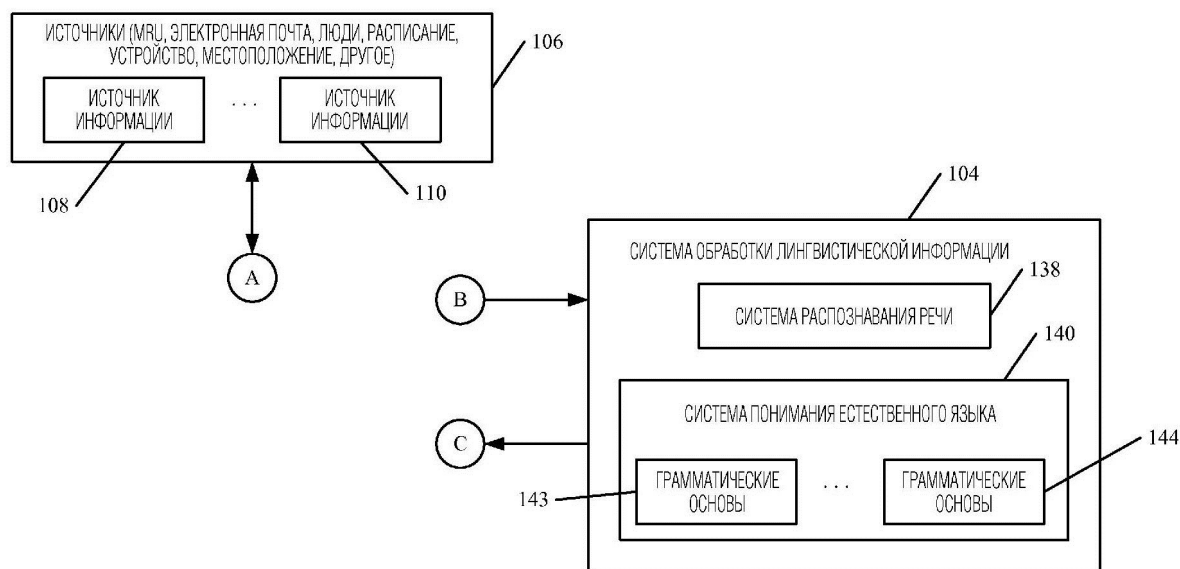 ИСТОЧНИКИ (MRU, ЭЛЕКТРОННАЯ ПОЧТА, ЛЮДИ, РАСПИСАНИЕ,
УСТРОЙСТВО, МЕСТОПОЛОЖЕНИЕ, ДРУГОЕ)
106
ИСТОЧНИК
ИНФОРМАЦИИ
. . .
ИСТОЧНИК
ИНФОРМАЦИИ
108
110
A
104
СИСТЕМА ОБРАБОТКИ ЛИНГВИСТИЧЕСКОЙ ИНФОРМАЦИИ
B
138
СИСТЕМА РАСПОЗНАВАНИЯ РЕЧИ
140
СИСТЕМА ПОНИМАНИЯ ЕСТЕСТВЕННОГО ЯЗЫКА
C
144
143
ГРАММАТИЧЕСКИЕ
ОСНОВЫ
. . .
ГРАММАТИЧЕСКИЕ
ОСНОВЫ